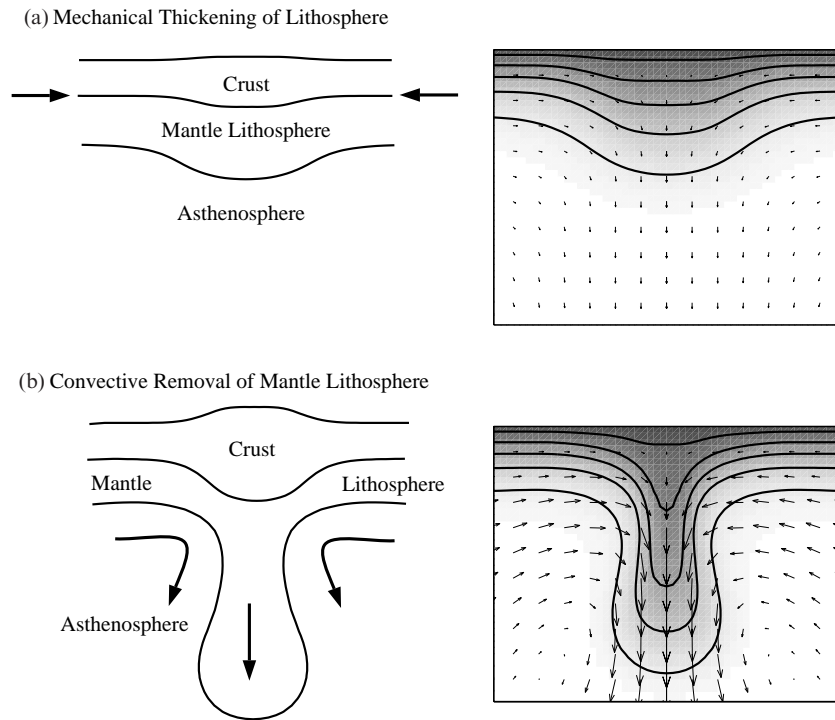 (a) Mechanical Thickening of Lithosphere
Crust
Mantle Lithosphere
Asthenosphere
(b) Convective Removal of Mantle Lithosphere
Crust
Mantle Lithosphere
Asthenosphere